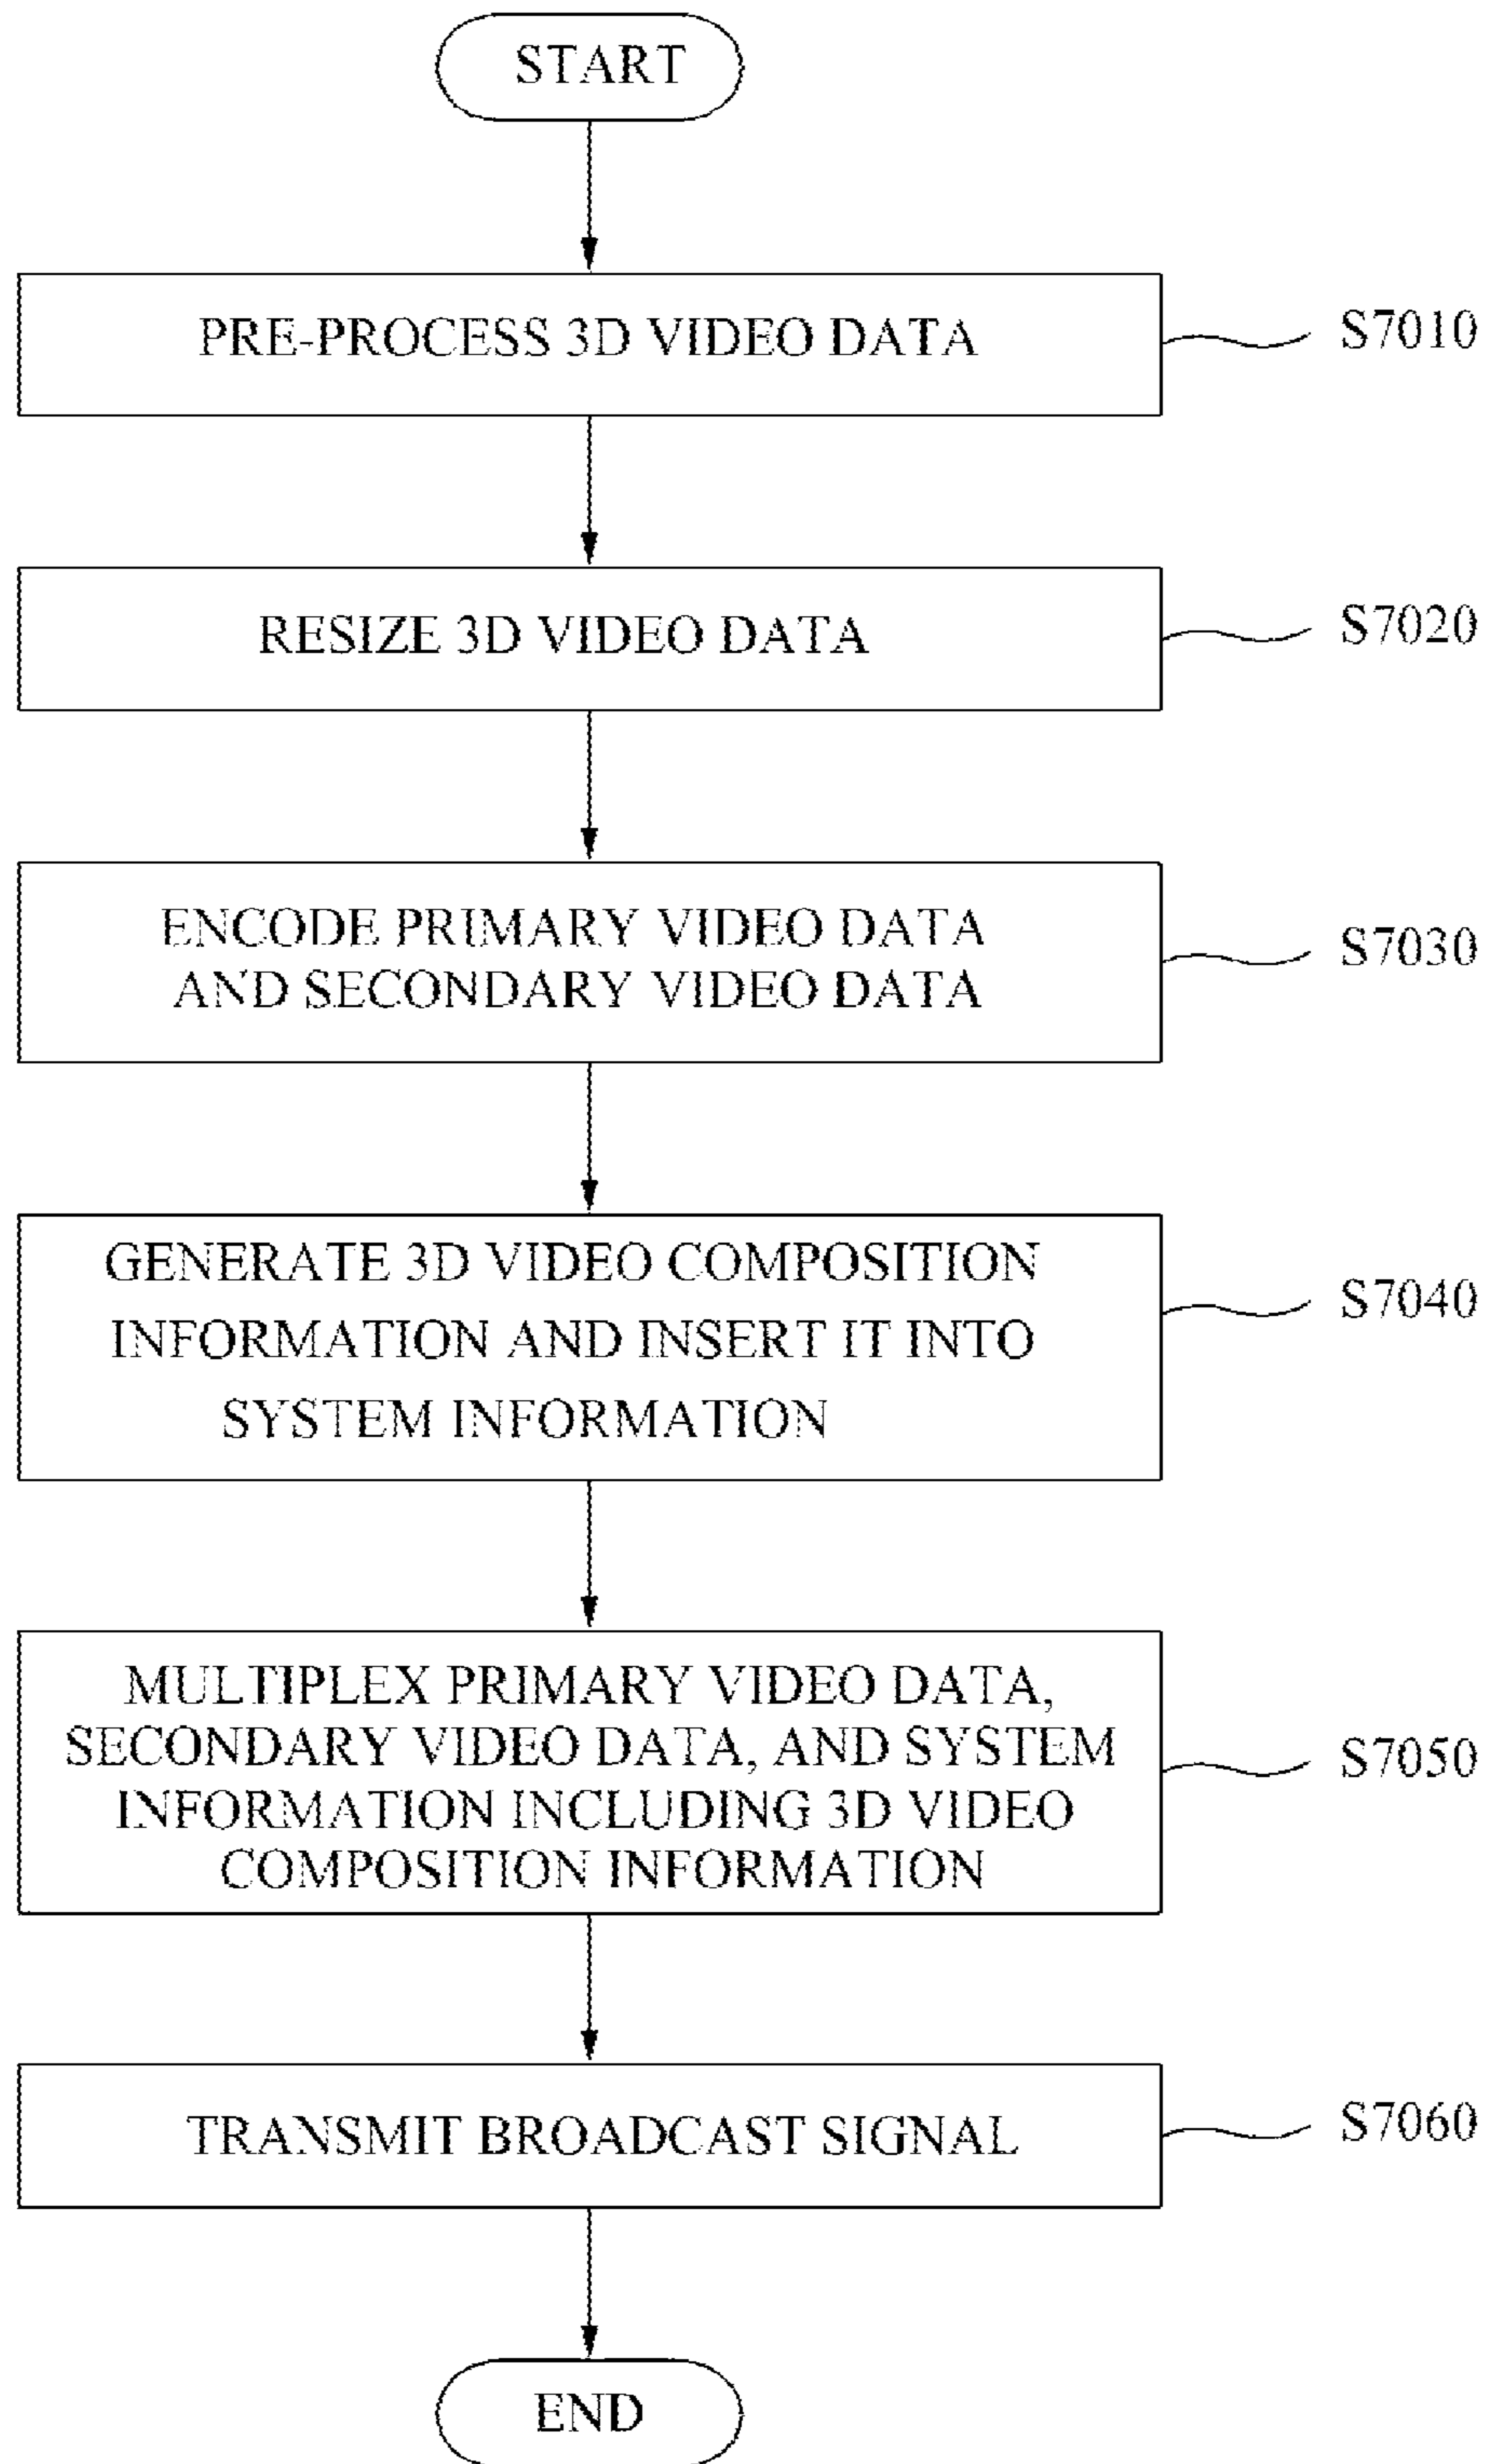 START
PRE-PROCESS 3D VIDEO DATA
S7010
RESIZE 3D VIDEO DATA
S7020
ENCODE PRIMARY VIDEO DATA
AND SECONDARY VIDEO DATA
S7030
GENERATE 3D VIDEO COMPOSITION
INFORMATION AND INSERT IT INTO
SYSTEM INFORMATION
S7040
MULTIPLEX PRIMARY VIDEO DATA,
SECONDARY VIDEO DATA, AND SYSTEM
INFORMATION INCLUDING 3D VIDEO
COMPOSITION INFORMATION
S7050
TRANSMIT BROADCAST SIGNAL
S7060
END